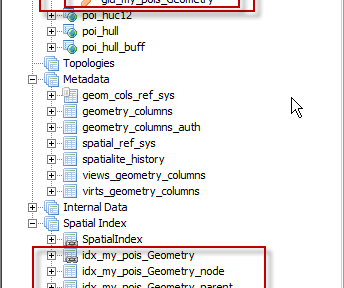 gid_my_pois_Geometry
poi_huc12
poi_hull
poi_hull_buff
Topologies
Metadata
geom_cols_ref_sys
geometry_columns
geometry_columns_auth
spatial_ref_sys
spatialite_history
views_geometry_columns
virts_geometry_columns
Internal Data
Spatial Index
SpatialIndex
idx_my_pois_Geometry
idx_my_pois_Geometry_node
idx_my_pois_Geometry_parent